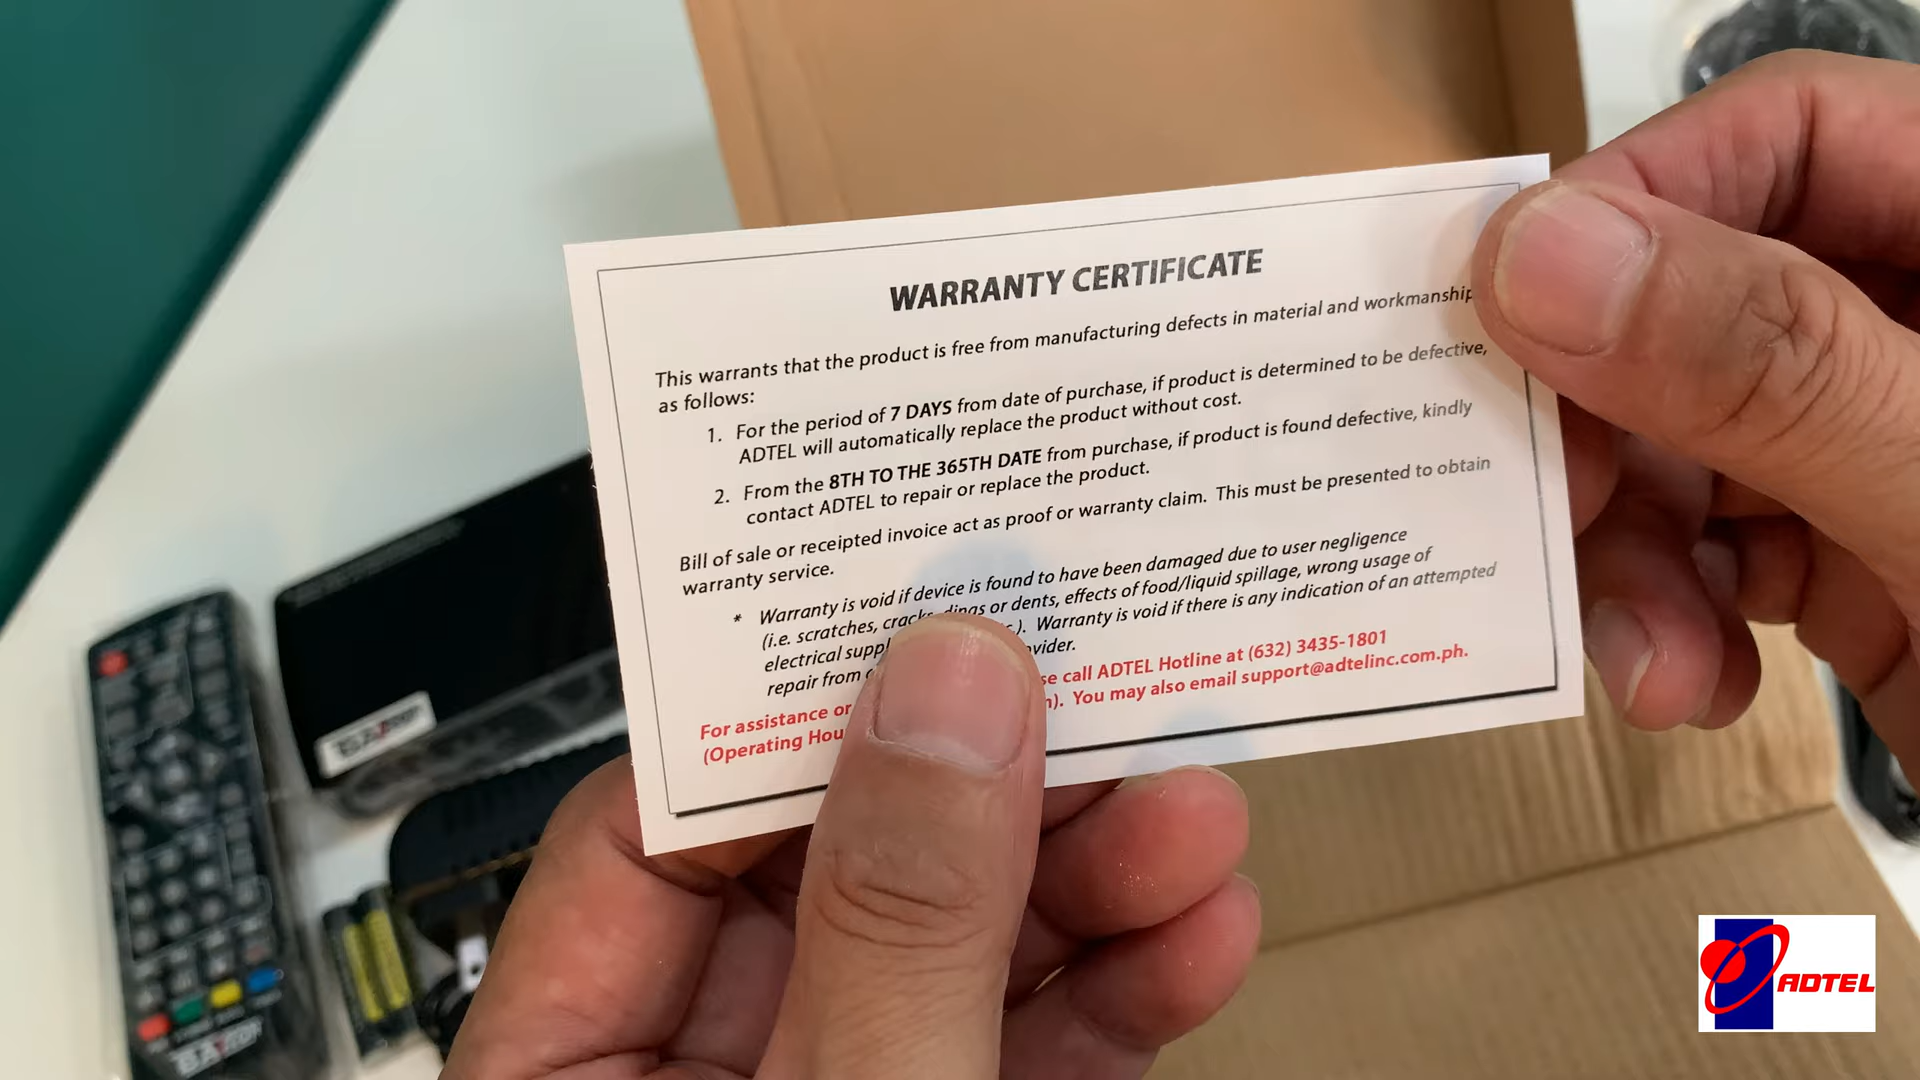 WARRANTY CERTIFICATE
This warrants that the product is free from manufacturing defects in material and workmanship
as follows:
1. For the period of 7 DAYS from date of purchase, if product is determined to be defective,
ADTEL will automatically replace the product without cost.
2. From the 8TH TO THE 365TH DATE from purchase, if product is found defective, kindly
contact ADTEL to repair or replace the product.
Bill of sale or receipted invoice act as proof or warranty claim. This must be presented to obtain
warranty service.
* Warranty is void if device is found to have been damaged due to user negligence
(i.e. scratches, cracks, dings or dents, effects of food/liquid spillage, wrong usage of
electrical ). Warranty is void if there is any indication of an attempted
repair from
For assistance or call ADTEL Hotline at (632) 3435-1801
(Operating ). You may also email support@adtelinc.com.ph.
ADTEL